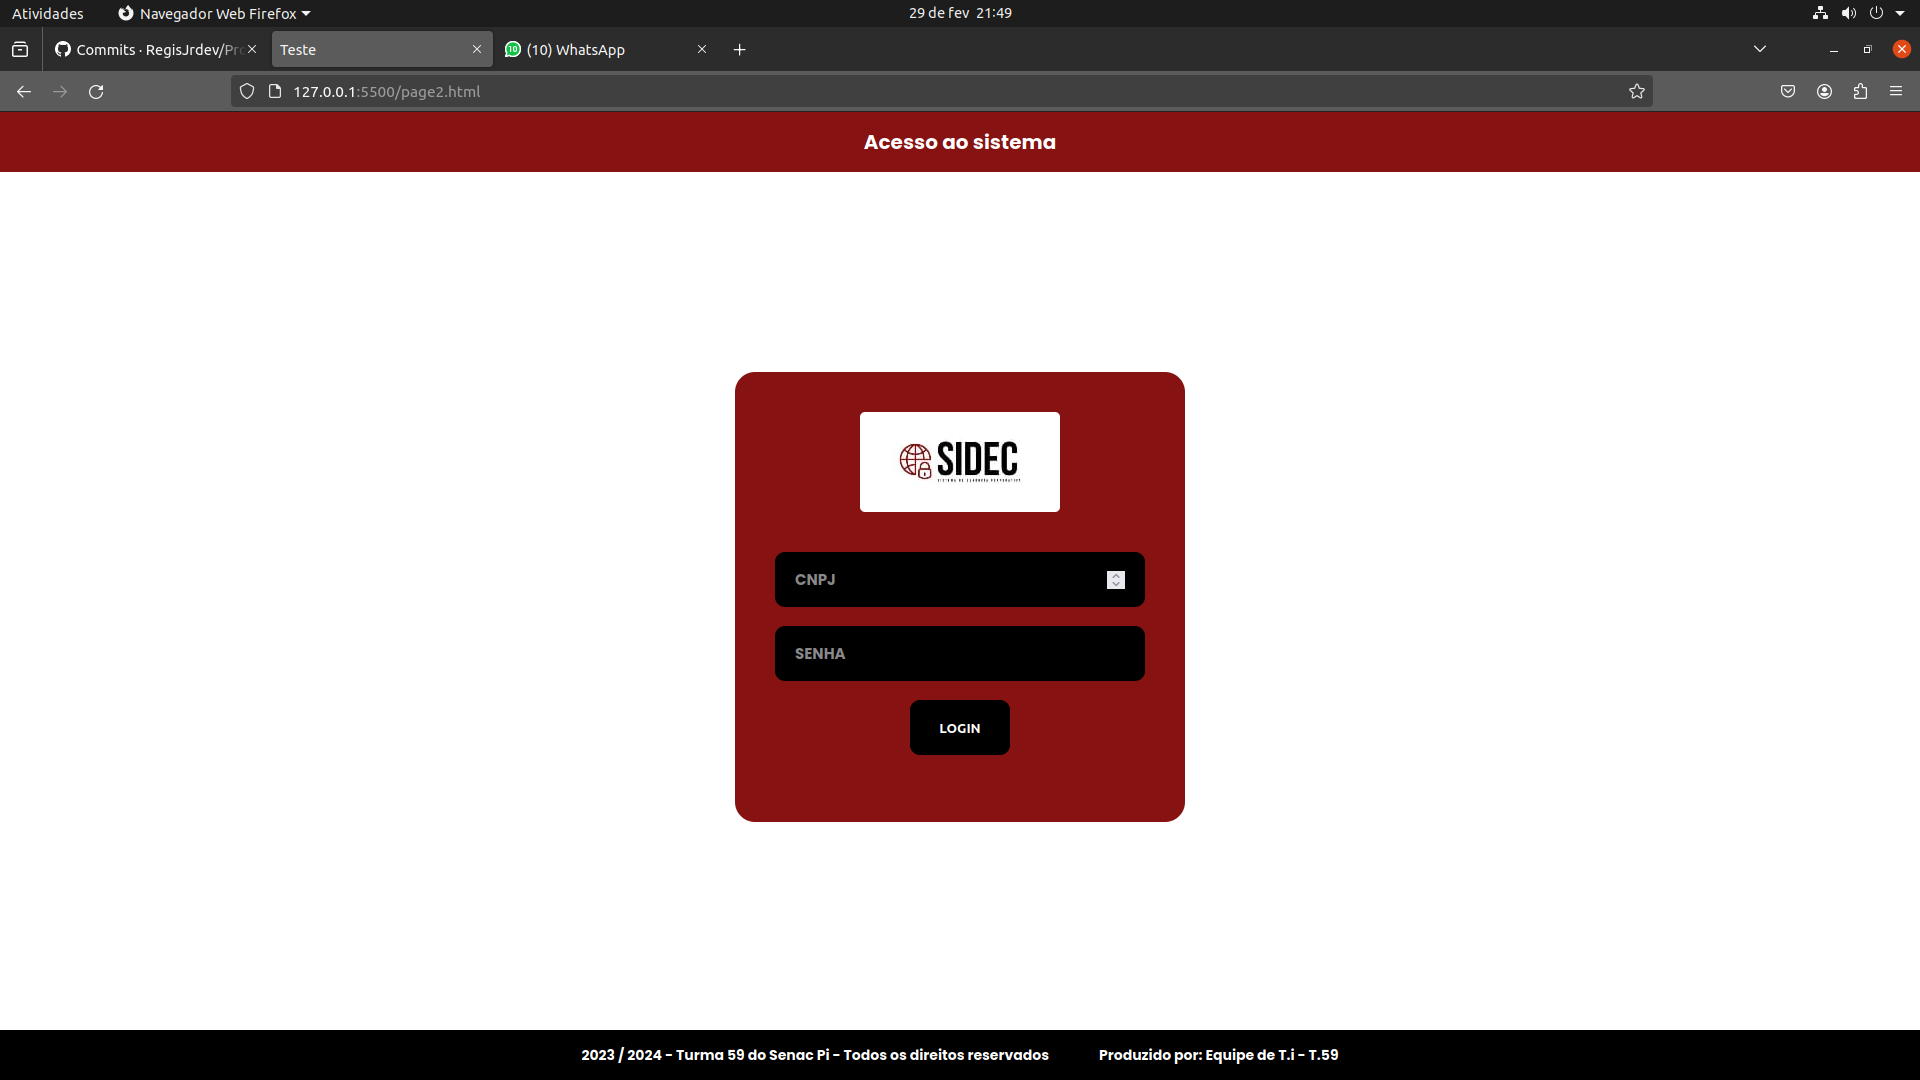 Atividades
Navegador Web Firefox
29 de fev 21:49
Commits · RegisJrdev/Pro
Teste
10
(10) WhatsApp
127.0.0.1:5500/page2.html
Acesso ao sistema
SIDEC
CNPJ
SENHA
LOGIN
2023 / 2024 - Turma 59 do Senac Pi - Todos os direitos reservados
Produzido por: Equipe de T.i - T.59